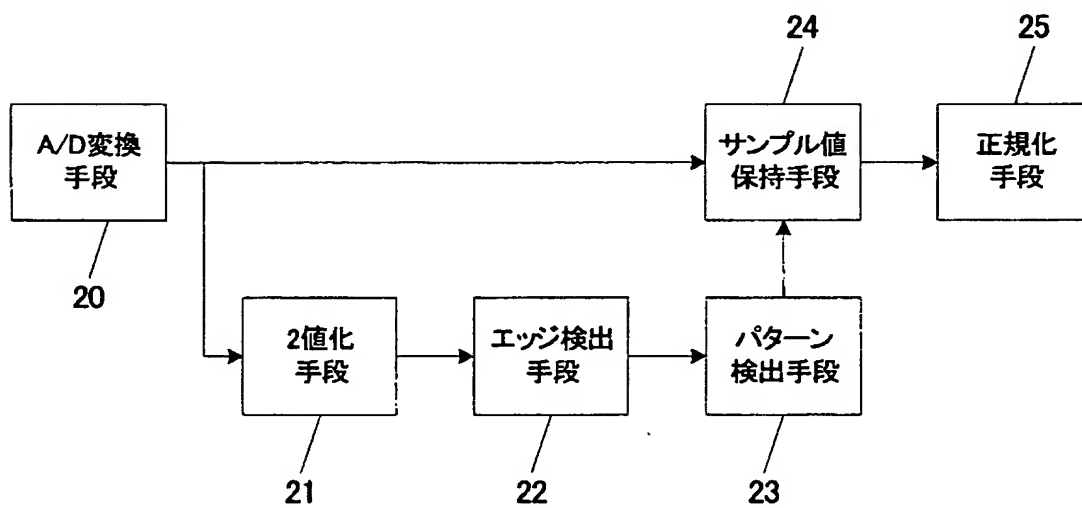 24
25
A/D変換
手段
サンプル値
保持手段
正規化
手段
20
2値化
手段
エッジ検出
手段
パターン
検出手段
21
22
23